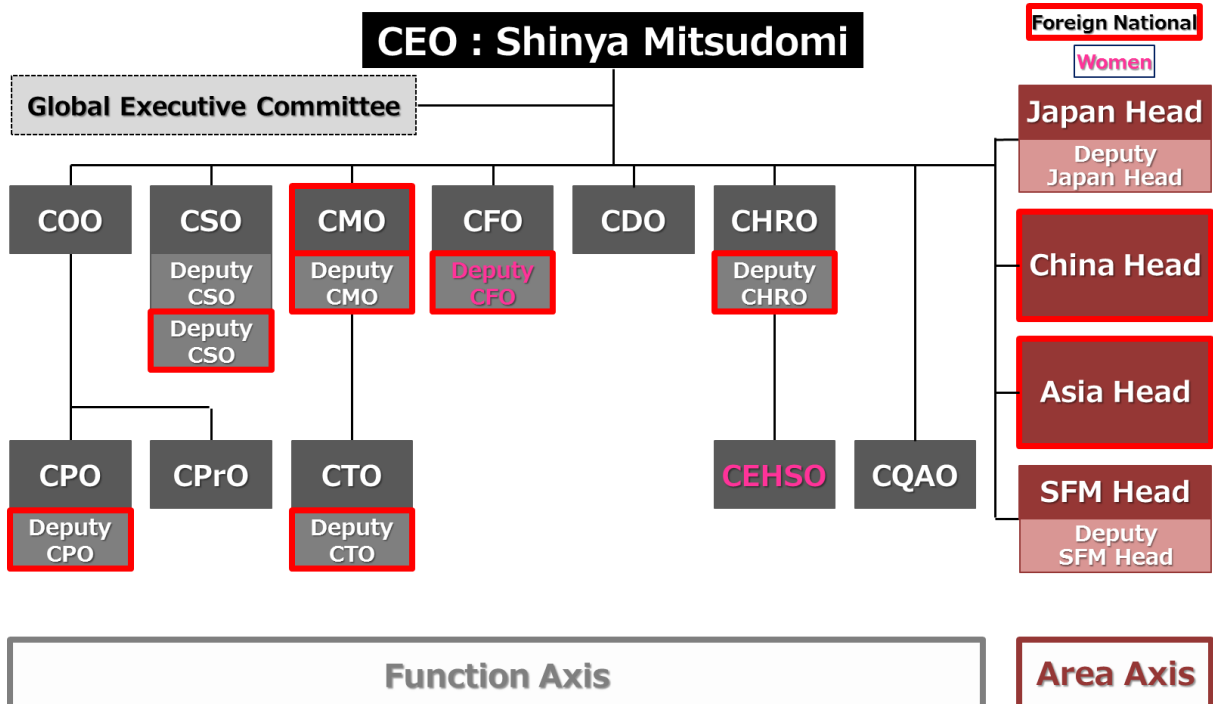 CEO : Shinya Mitsudomi
Foreign National
Women
Global Executive Committee
Japan Head
Deputy
Japan Head
COO
CSO
Deputy
CSO
Deputy
CSO
CMO
Deputy
CMO
CFO
Deputy
CFO
CDO
CHRO
Deputy
CHRO
China Head
Asia Head
CPO
Deputy
CPO
CPrO
CTO
Deputy
CTO
CEHSO
CQAO
SFM Head
Deputy
SFM Head
Function Axis
Area Axis